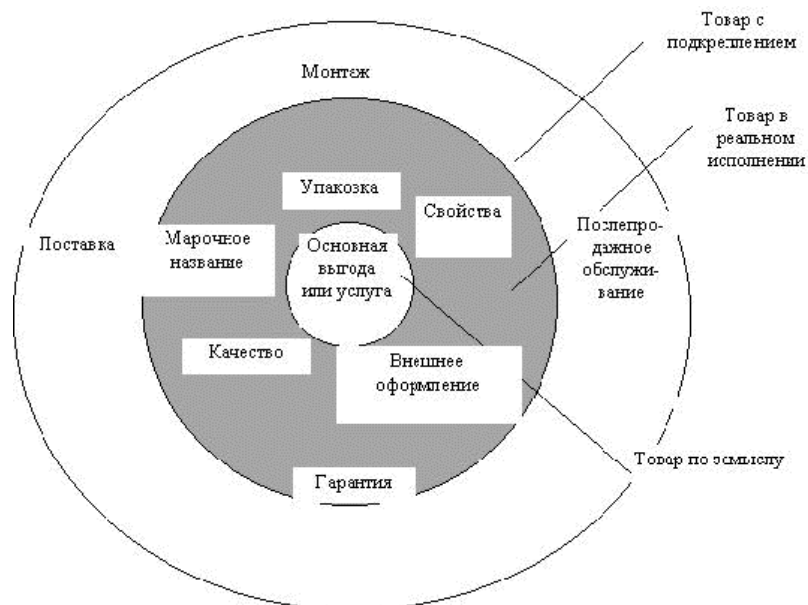 Товар с
подкреплением
Монтаж
Товар в
реальном
исполнении
Упаковка
Свойства
Поставка
Марочное
название
Основная
выгода
или услуга
Послепро-
дажное
обслужи-
вание
Качество
Внешнее
оформление
Товар по замыслу
Гарантия